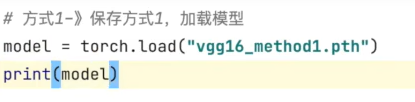 # 方式1-》保存方式1，加载模型
model = torch.load("vgg16_method1.pth")
print(model)